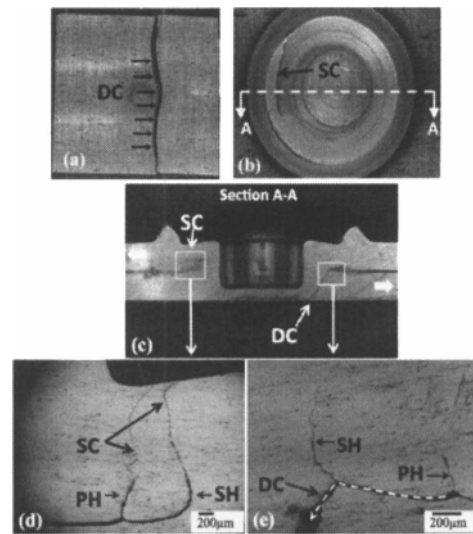 DC
(a)
SC
A
A
(b)
Section A-A
SC
DC
(c)
SC
PH
SH
(d)
200μm
SH
DC
PH
(e)
200μm